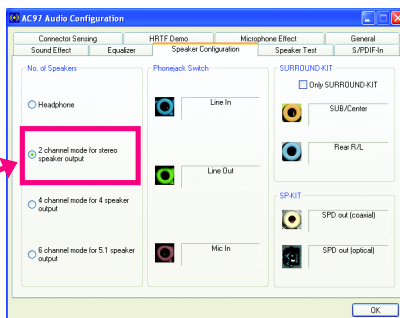 AC97 Audio Configuration
Connector Sensing
HRTF Demo
Microphone Effect
General
Sound Effect
Equalizer
Speaker Configuration
Speaker Test
S/PDIF-In
No. of Speakers
Headphone
2 channel mode for stereo
speaker output
4 channel mode for 4 speaker
output
6 channel mode for 5.1 speaker
output
Phonejack Switch
Line In
Line Out
Mic In
SURROUND-KIT
Only SURROUND-KIT
SUB/Center
Rear R/L
SP-KIT
SPD out (coaxial)
SPD out (optical)
OK